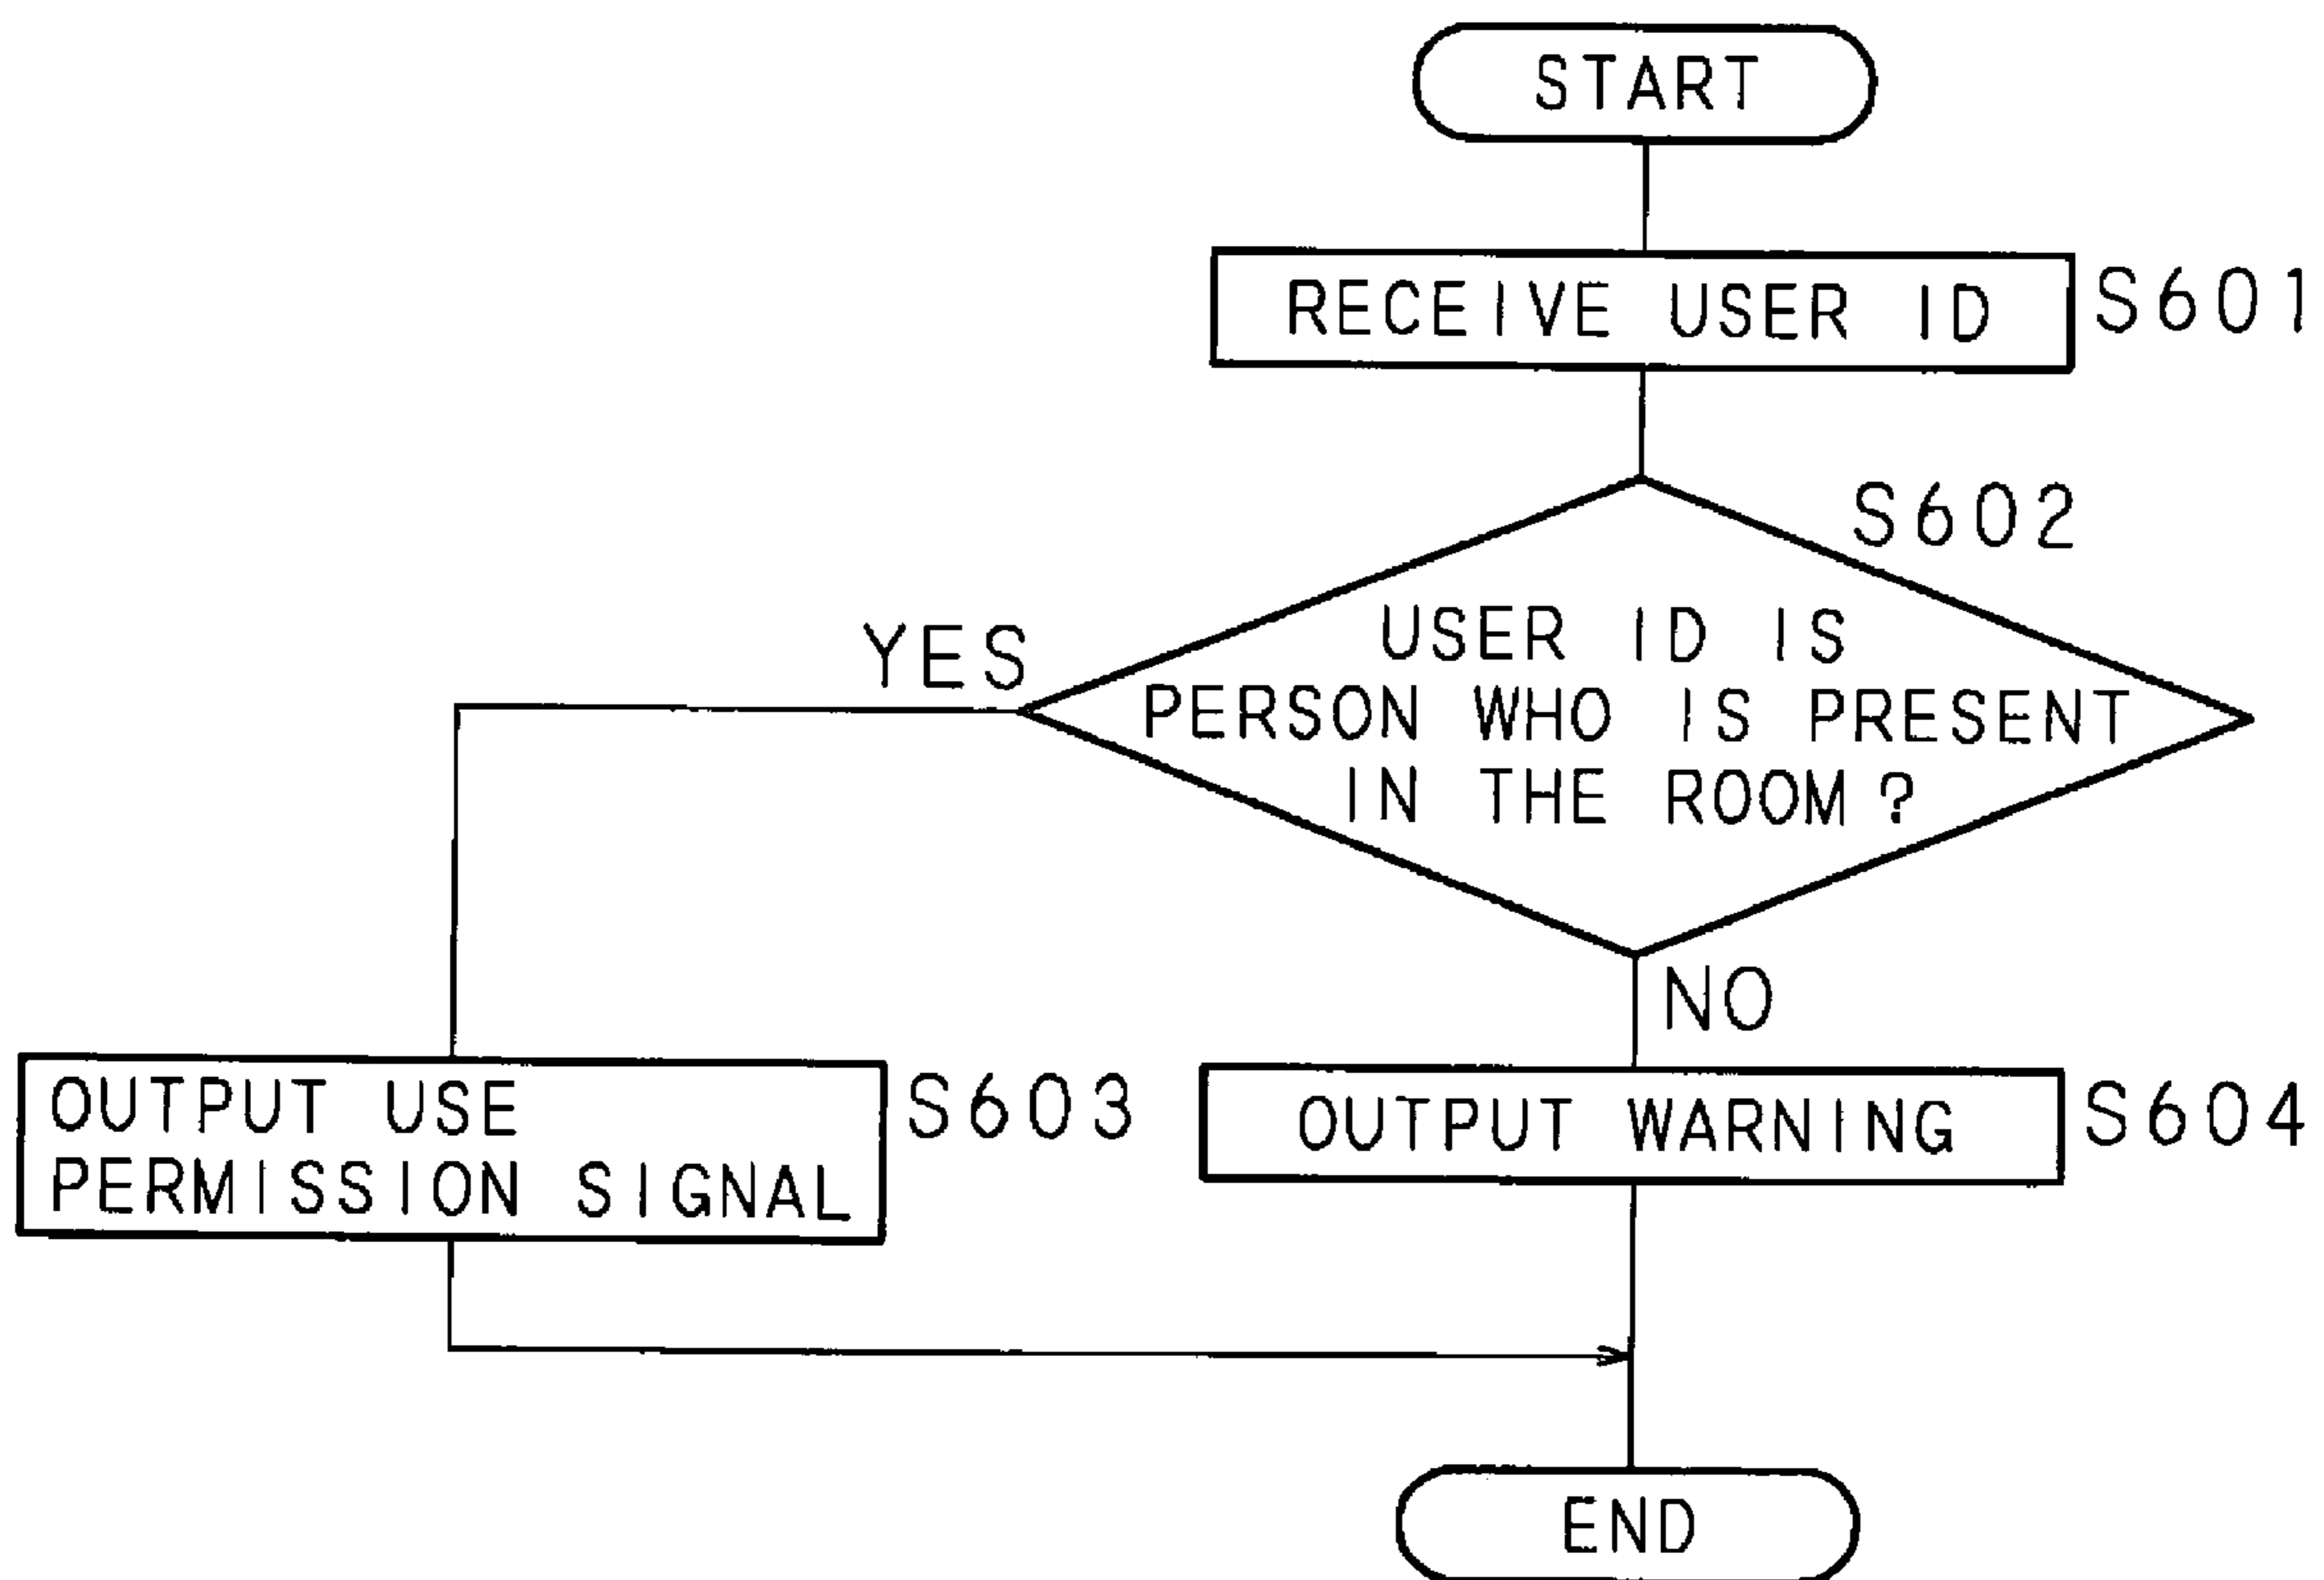 START
RECEIVE USER ID
S601
S602
USER ID IS
PERSON WHO IS PRESENT
IN THE ROOM?
YES
NO
OUTPUT USE
PERMISSION SIGNAL
S603
OUTPUT WARNING
S604
END